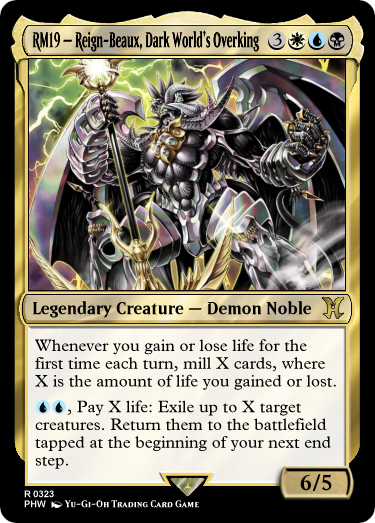 RM19 – Reign-Beaux, Dark World's Overking 3
Legendary Creature — Demon Noble
Whenever you gain or lose life for the
first time each turn, mill X cards, where
X is the amount of life you gained or lost.
, Pay X life: Exile up to X target
creatures. Return them to the battlefield
tapped at the beginning of your next end
step.
6/5
R 0323
PHW Yu-Gi-Oh Trading Card Game